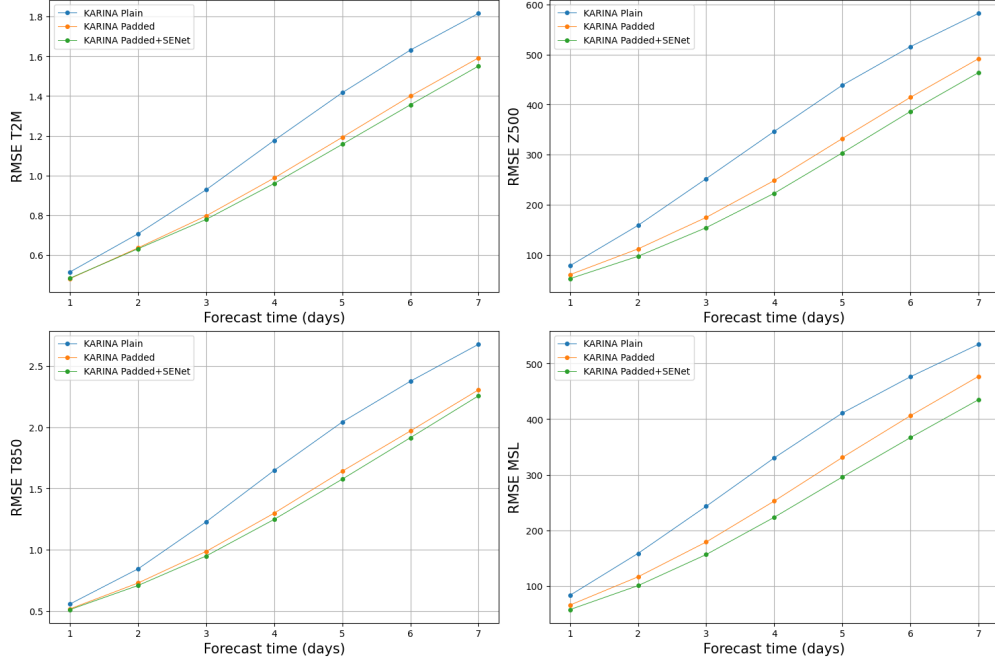 KARINA Plain
KARINA Padded
KARINA Padded+SENet
RMSE T2M
1.8
1.6
1.4
1.2
1.0
0.8
0.6
1 2 3 4 5 6 7
Forecast time (days)
KARINA Plain
KARINA Padded
KARINA Padded+SENet
RMSE Z500
600
500
400
300
200
100
1 2 3 4 5 6 7
Forecast time (days)
KARINA Plain
KARINA Padded
KARINA Padded+SENet
RMSE T850
2.5
2.0
1.5
1.0
0.5
1 2 3 4 5 6 7
Forecast time (days)
KARINA Plain
KARINA Padded
KARINA Padded+SENet
RMSE MSL
500
400
300
200
100
1 2 3 4 5 6 7
Forecast time (days)